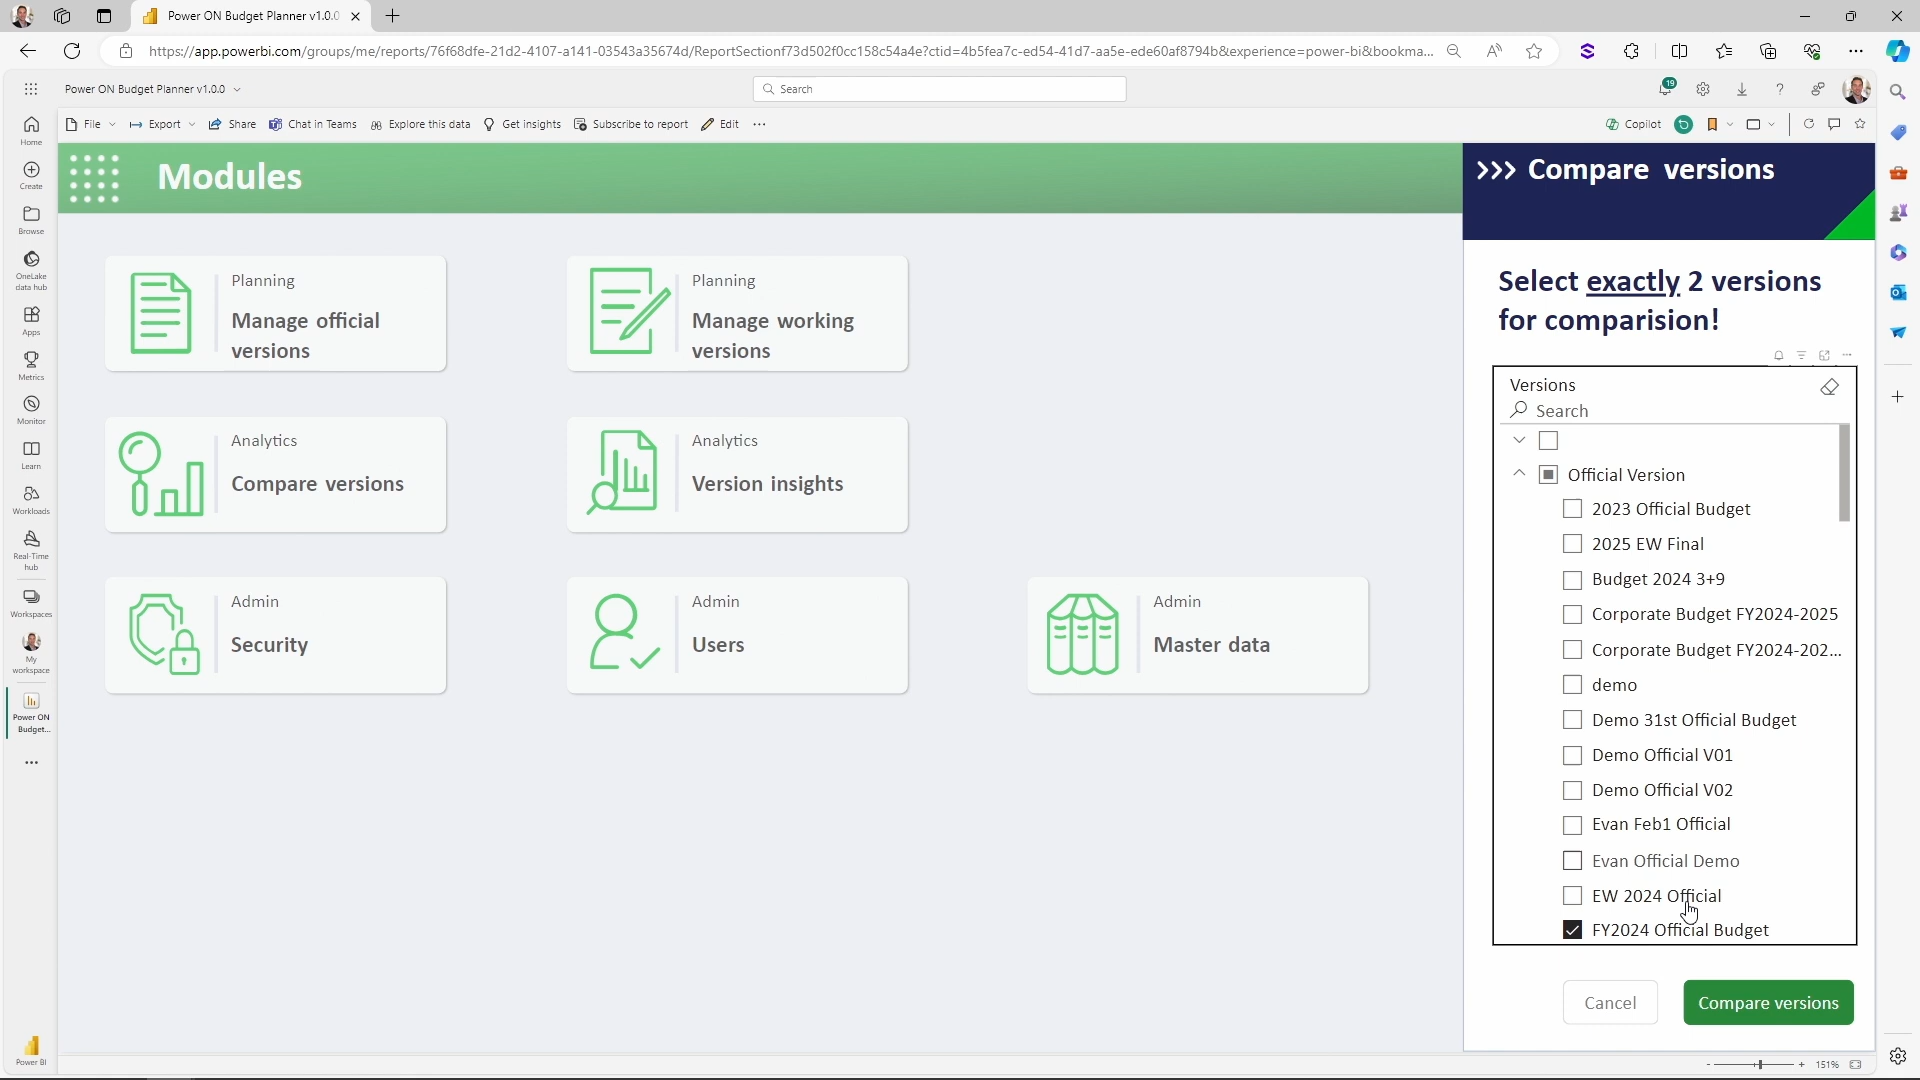 Power ON Budget Planner v1.0.0
https://app.powerbi.com/groups/me/reports/76f68dfe-21d2-4107-a141-03543a35674d/ReportSectionf73d502f0cc158c54a4e?ctid=4b5fea7c-ed54-41d7-aa5e-ede60af8794b&experience=power-bi&bookma...
Power ON Budget Planner v1.0.0
Search
19
File
Export
Share
Chat in Teams
Explore this data
Get insights
Subscribe to report
Edit
Copilot
Home
Create
Browse
OneLake
data hub
Apps
Metrics
Monitor
Learn
Workloads
Real-Time
hub
Workspaces
My
workspace
Power ON
Budget...
Power BI
Modules
Planning
Manage official
versions
Planning
Manage working
versions
Analytics
Compare versions
Analytics
Version insights
Admin
Security
Admin
Users
Admin
Master data
>>> Compare versions
Select exactly 2 versions
for comparision!
Versions
Search
Official Version
2023 Official Budget
2025 EW Final
Budget 2024 3+9
Corporate Budget FY2024-2025
Corporate Budget FY2024-202...
demo
Demo 31st Official Budget
Demo Official V01
Demo Official V02
Evan Feb1 Official
Evan Official Demo
EW 2024 Official
FY2024 Official Budget
Cancel
Compare versions
- + 151%